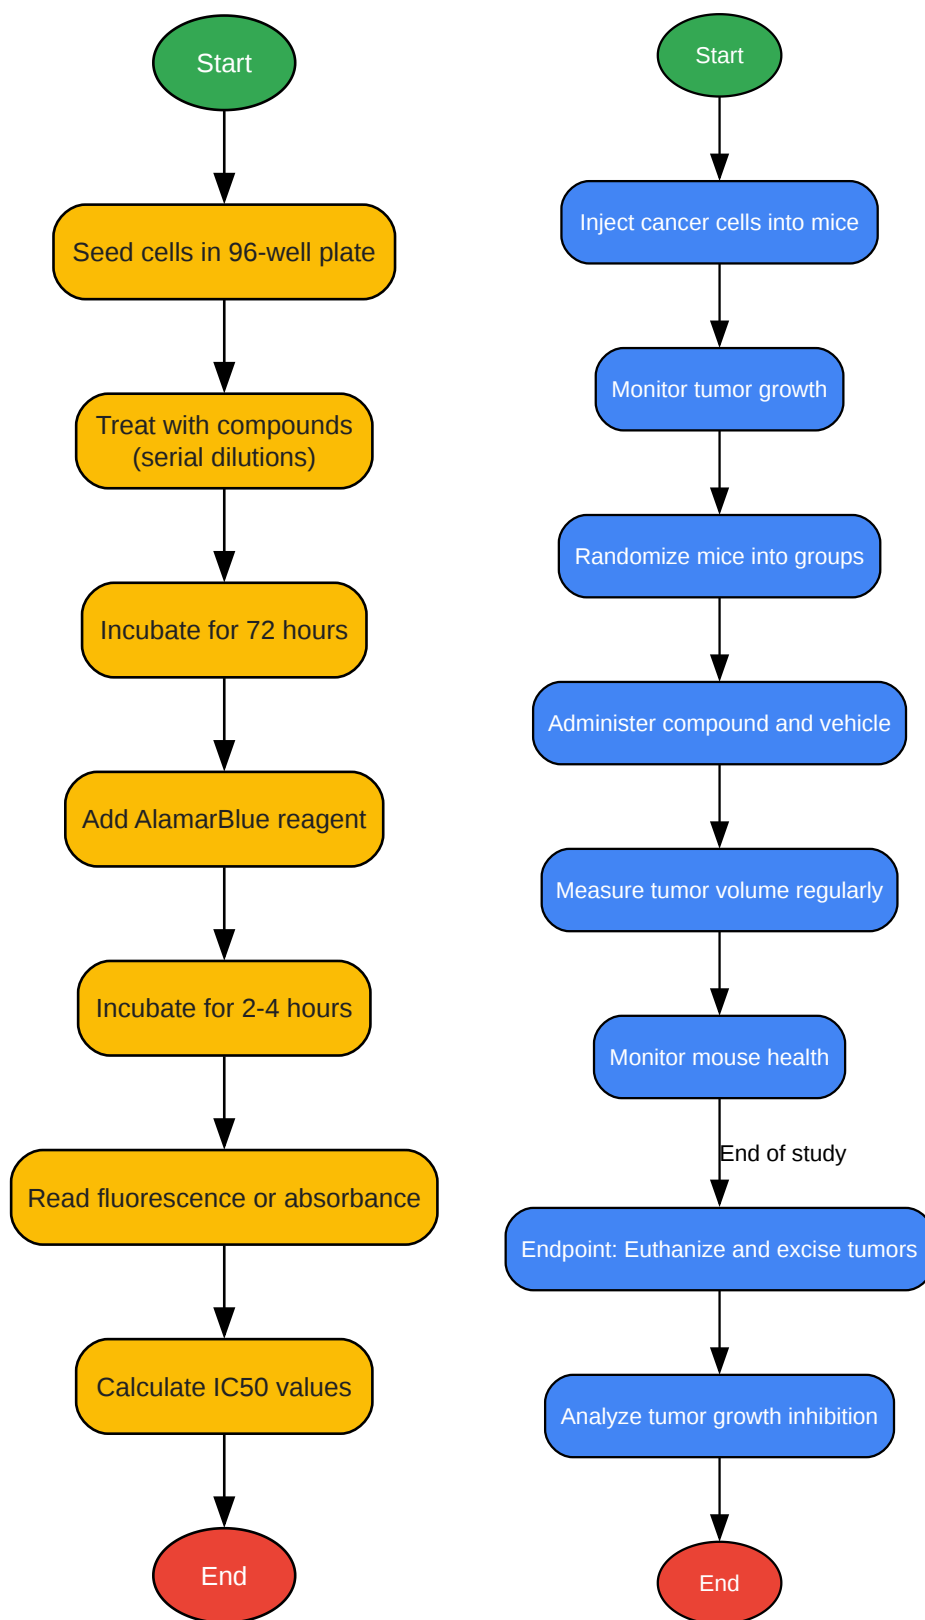 Start
Seed cells in 96-well plate
Treat with compounds
(serial dilutions)
Incubate for 72 hours
Add AlamarBlue reagent
Incubate for 2-4 hours
Read fluorescence or absorbance
Calculate IC50 values
End
Start
Inject cancer cells into mice
Monitor tumor growth
Randomize mice into groups
Administer compound and vehicle
Measure tumor volume regularly
Monitor mouse health
End of study
Endpoint: Euthanize and excise tumors
Analyze tumor growth inhibition
End